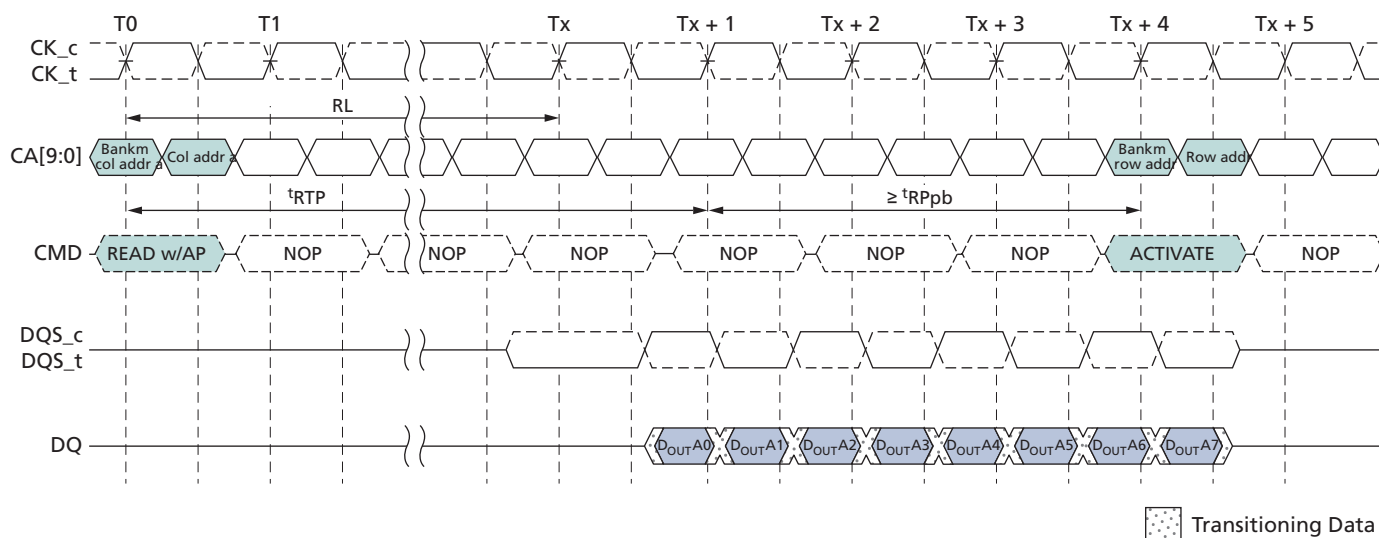 T0 T1 Tx Tx + 1 Tx + 2 Tx + 3 Tx + 4 Tx + 5
CK_c
CK_t
RL
CA[9:0] Bankm col addr a Col addr a Bankm row addr Row addr
tRTP ≥ tRPpb
CMD READ w/AP NOP NOP NOP NOP NOP NOP ACTIVATE NOP
DQS_c
DQS_t
DQ DOUTA0 DOUTA1 DOUTA2 DOUTA3 DOUTA4 DOUTA5 DOUTA6 DOUTA7
Transitioning Data